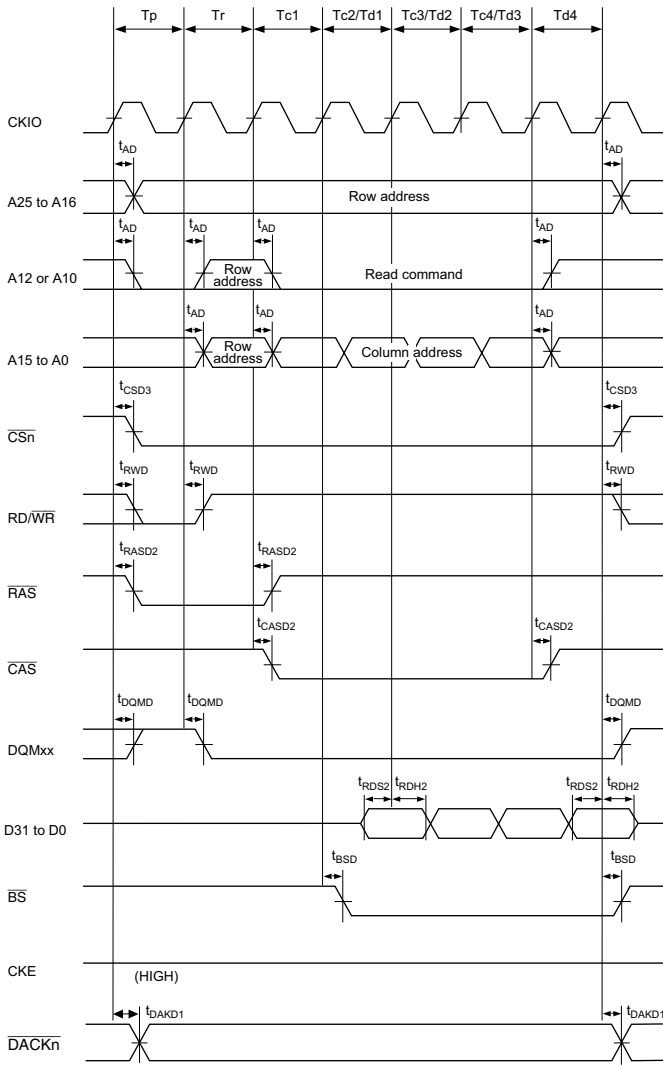 Tp Tr Tc1 Tc2/Td1 Tc3/Td2 Tc4/Td3 Td4
CKIO
tAD tAD
A25 to A16 Row address
tAD tAD tAD tAD
A12 or A10 Row address Read command
tAD tAD tAD
A15 to A0 Row address Column address
tCSD3 tCSD3
CSn
tRWD tRWD tRWD
RD/WR
tRASD2 tRASD2
RAS
tCASD2 tCASD2
CAS
tDQMD tDQMD tDQMD
DQMxx
tRDS2 tRDH2 tRDS2 tRDH2
D31 to D0
tBSD tBSD
BS
CKE
(HIGH)
tDAKD1 tDAKD1
DACKn